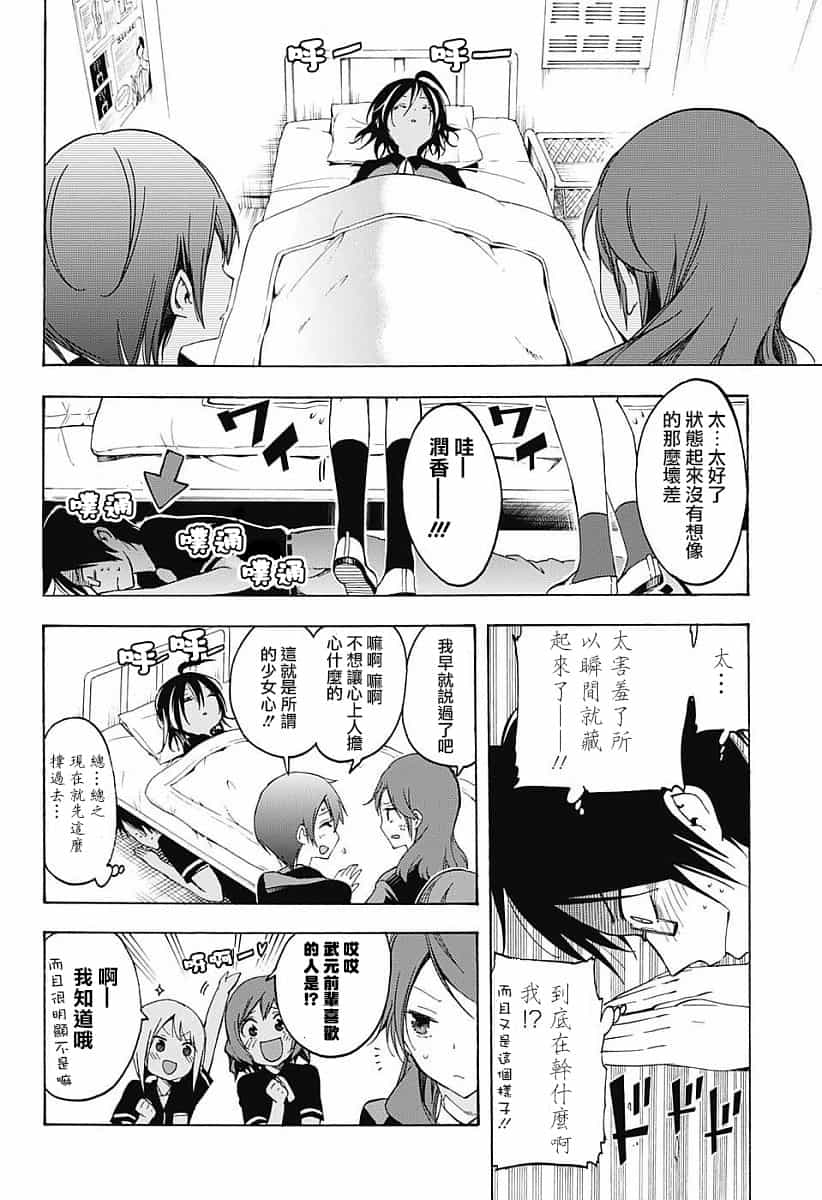 呼ー
呼ー
太…太好了
狀態起來沒有想像
的那麼壞差
哇ー
潤香ー!!!
ワイ
ワイ
噗通
噗通
噗通
太…
太害羞了所
以瞬間就藏
起來了——!!
到底在幹什麼啊
我!?
而且又是這個樣子!!
ドド
我早就説過了吧
嘛啊 嘛啊
不想讓心上人擔
心什麼的
這就是所謂
的少女心!!
呼ー
呼ー
總…總之
現在就先這麼
撐過去…
哎哎
武元前輩喜歡
的人是!?
呀啊ー♥
啊ー
我知道哦
而且很明顯不是嘛